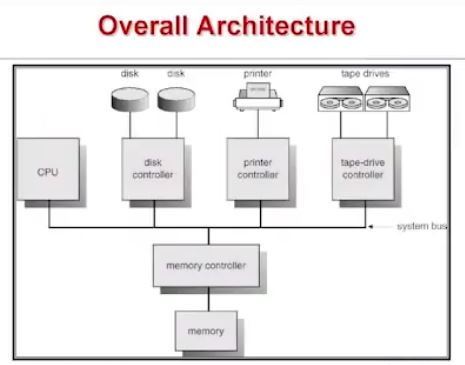 Overall Architecture
disk disk printer tape drives
CPU
disk
controller
printer
controller
tape-drive
controller
system bus
memory controller
memory